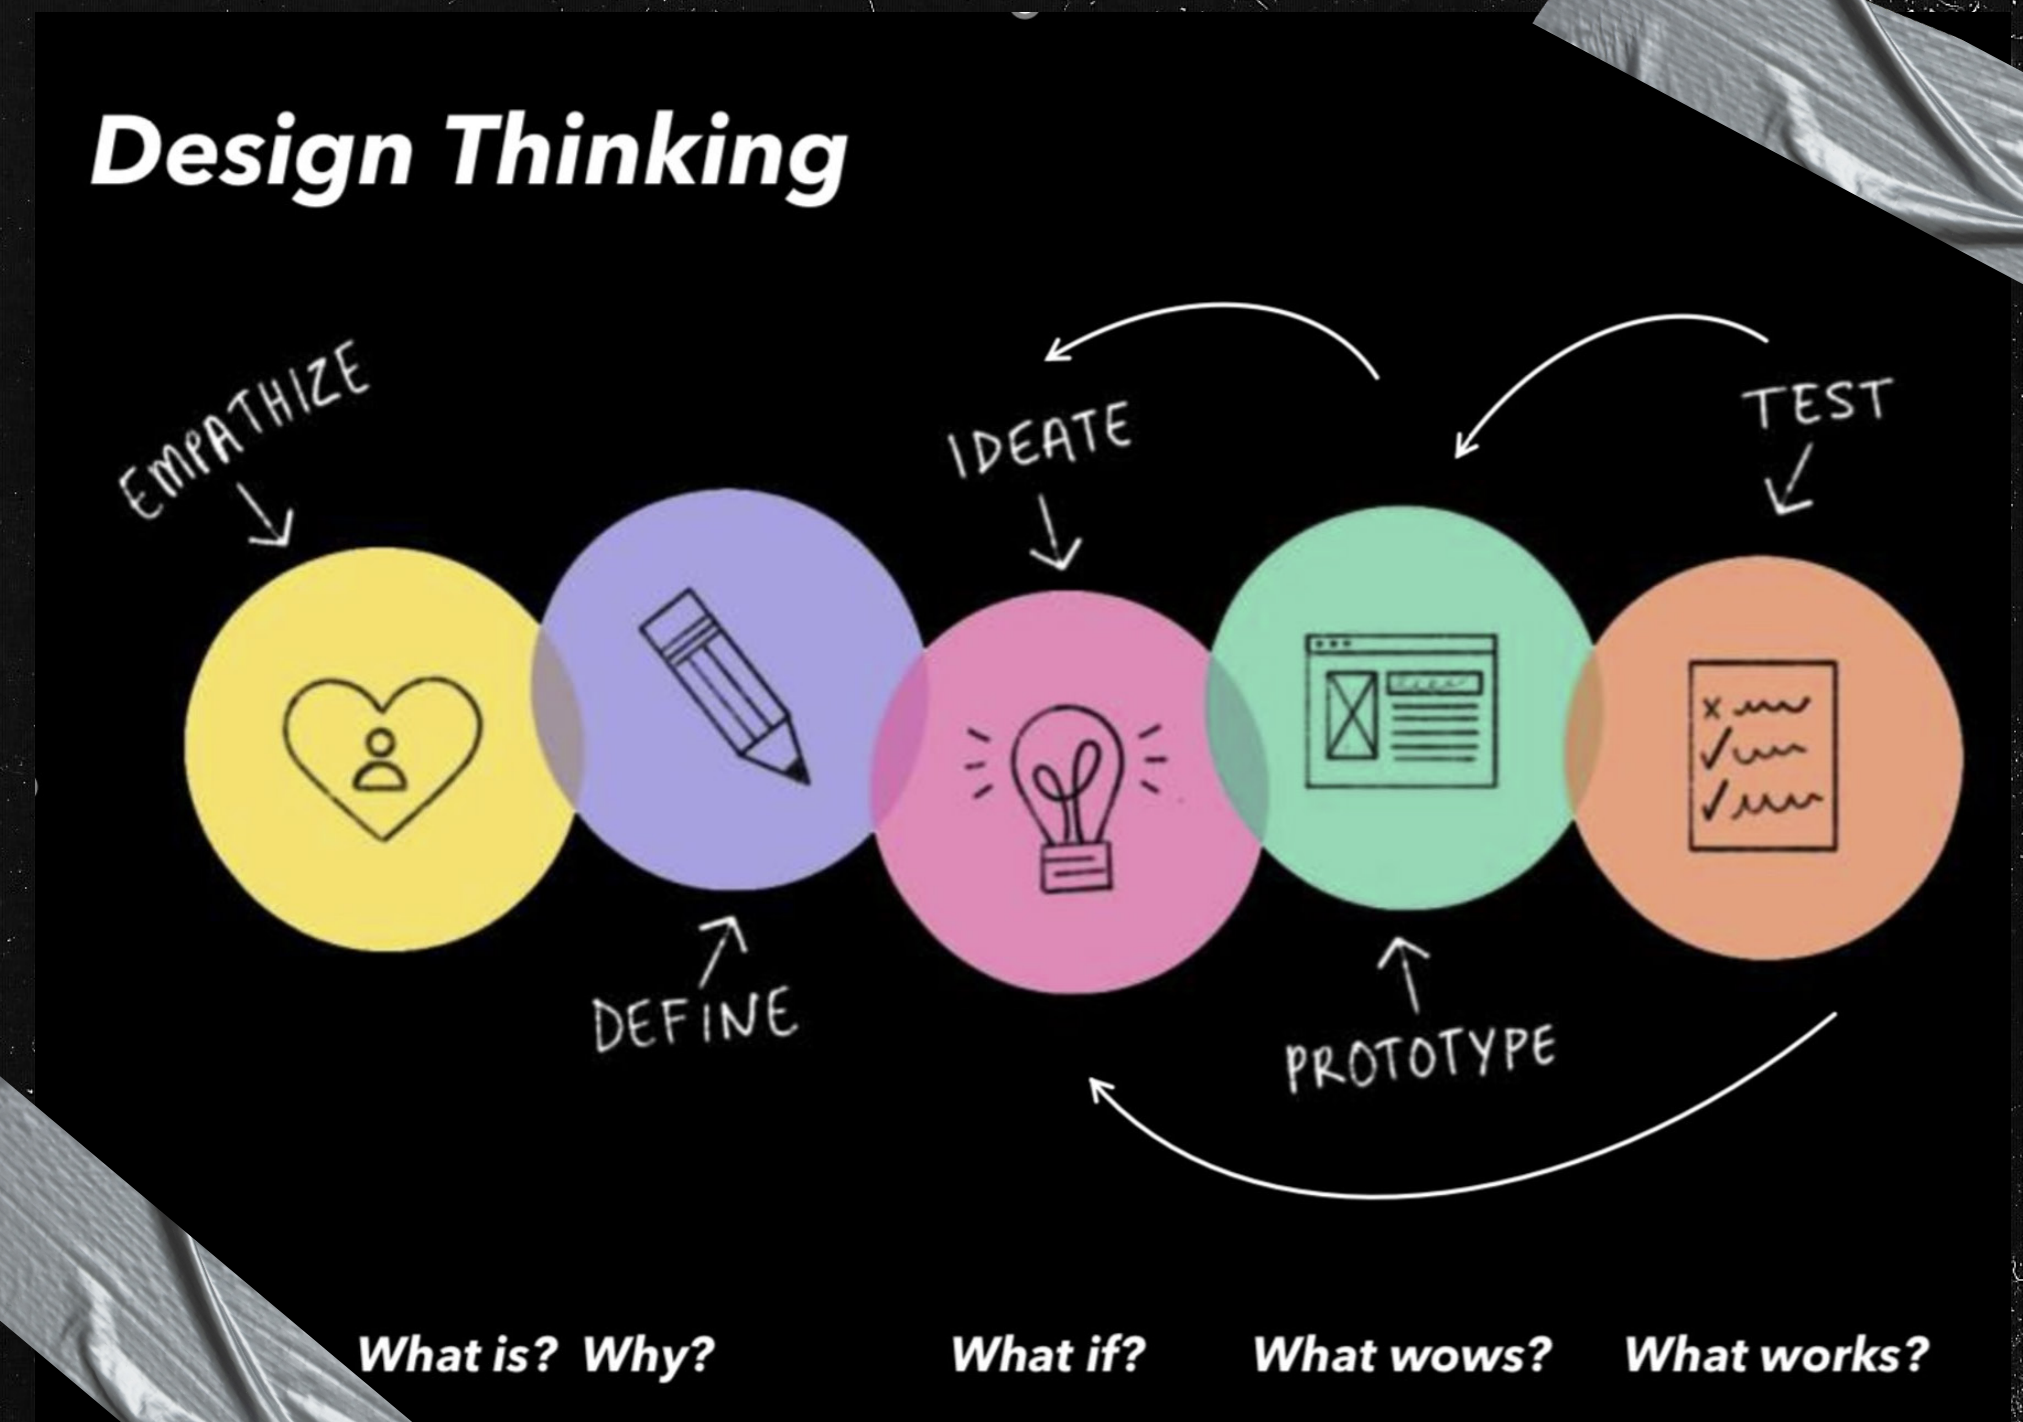 Design Thinking
EMPATHIZE
IDEATE
TEST
DEFINE
PROTOTYPE
What is? Why? What if? What wows? What works?